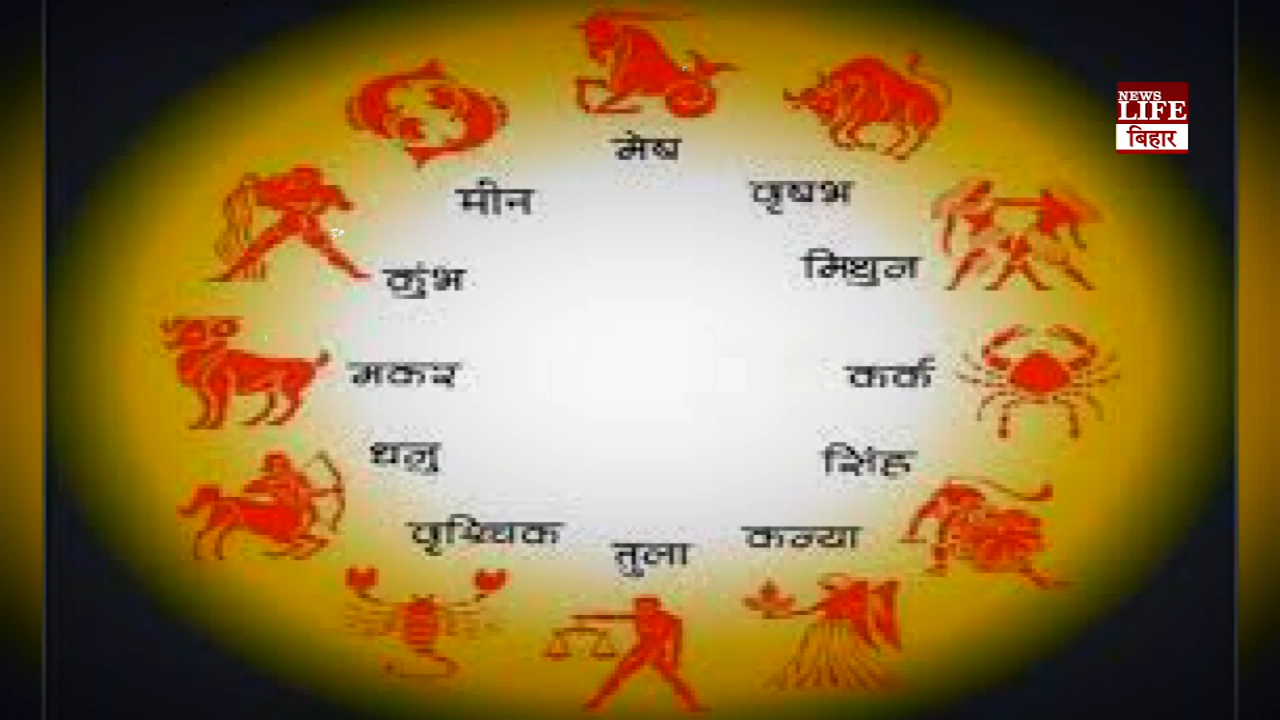 NEWS
LIFE
बिहार
मेष
वृषभ
मिथुन
कर्क
सिंह
कन्या
तुला
वृश्चिक
धनु
मकर
कुंभ
मीन